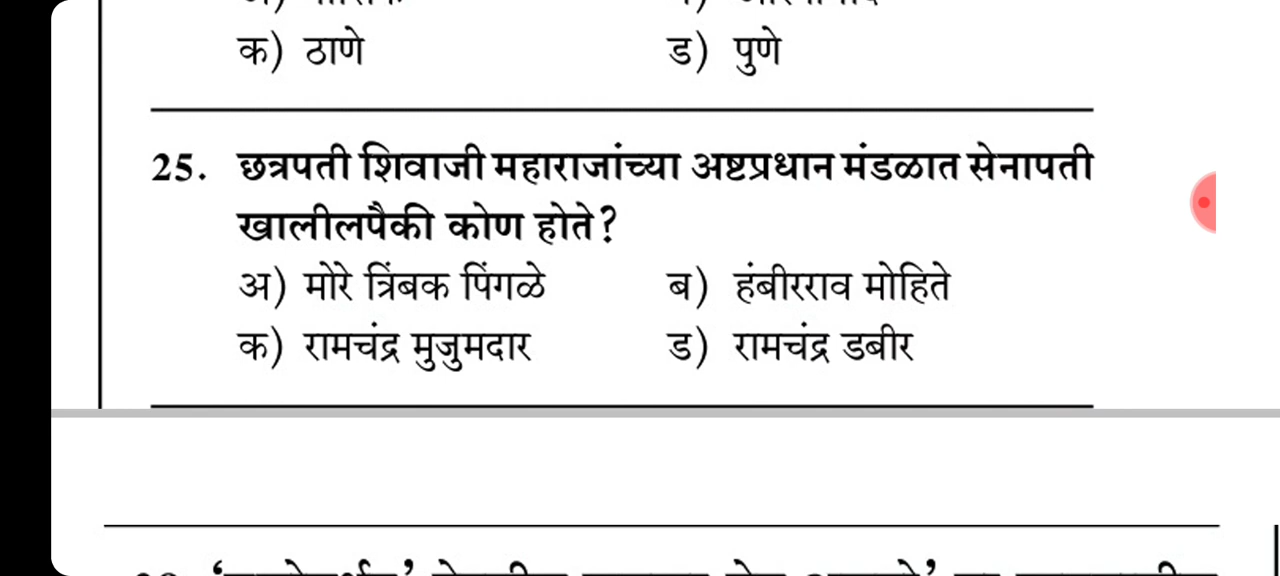 क) ठाणे ड) पुणे
25. छत्रपती शिवाजी महाराजांच्या अष्टप्रधान मंडळात सेनापती
खालीलपैकी कोण होते?
अ) मोरे त्रिंबक पिंगळे ब) हंबीरराव मोहिते
क) रामचंद्र मुजुमदार ड) रामचंद्र डबीर